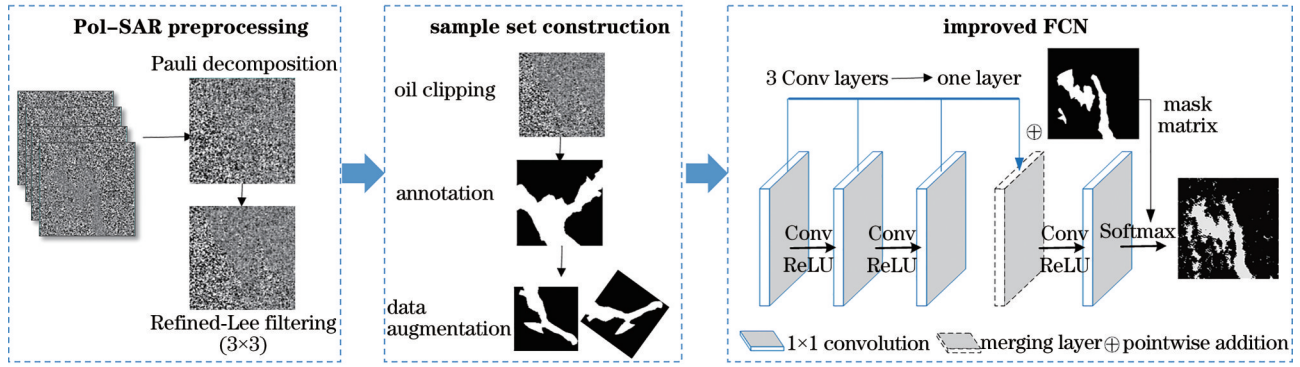 Pol-SAR preprocessing
Pauli decomposition
Refined-Lee filtering
(3×3)
sample set construction
oil clipping
annotation
data
augmentation
improved FCN
3 Conv layers
one layer
⊕
mask
matrix
Conv
ReLU
Conv
ReLU
Conv
ReLU
Softmax
1×1 convolution
merging layer
⊕ pointwise addition